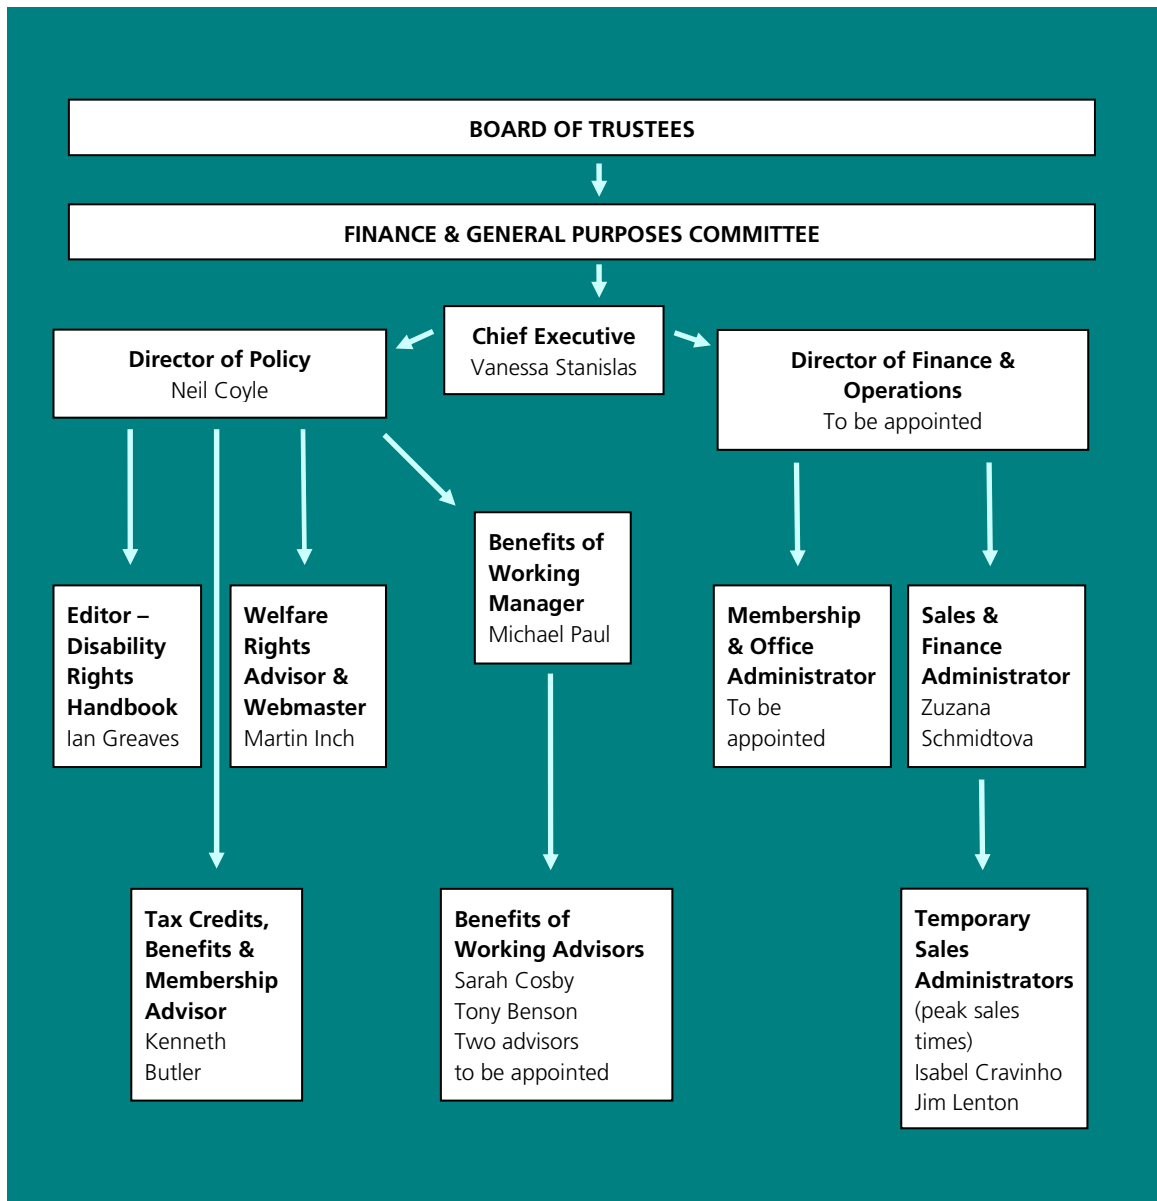 BOARD OF TRUSTEES
FINANCE & GENERAL PURPOSES COMMITTEE
Chief Executive
Vanessa Stanislas
Director of Policy
Neil Coyle
Director of Finance &
Operations
To be appointed
Benefits of
Working
Manager
Michael Paul
Editor –
Disability
Rights
Handbook
Ian Greaves
Welfare
Rights
Advisor &
Webmaster
Martin Inch
Membership
& Office
Administrator
To be
appointed
Sales &
Finance
Administrator
Zuzana
Schmidtova
Tax Credits,
Benefits &
Membership
Advisor
Kenneth
Butler
Benefits of
Working Advisors
Sarah Cosby
Tony Benson
Two advisors
to be appointed
Temporary
Sales
Administrators
(peak sales
times)
Isabel Cravinho
Jim Lenton